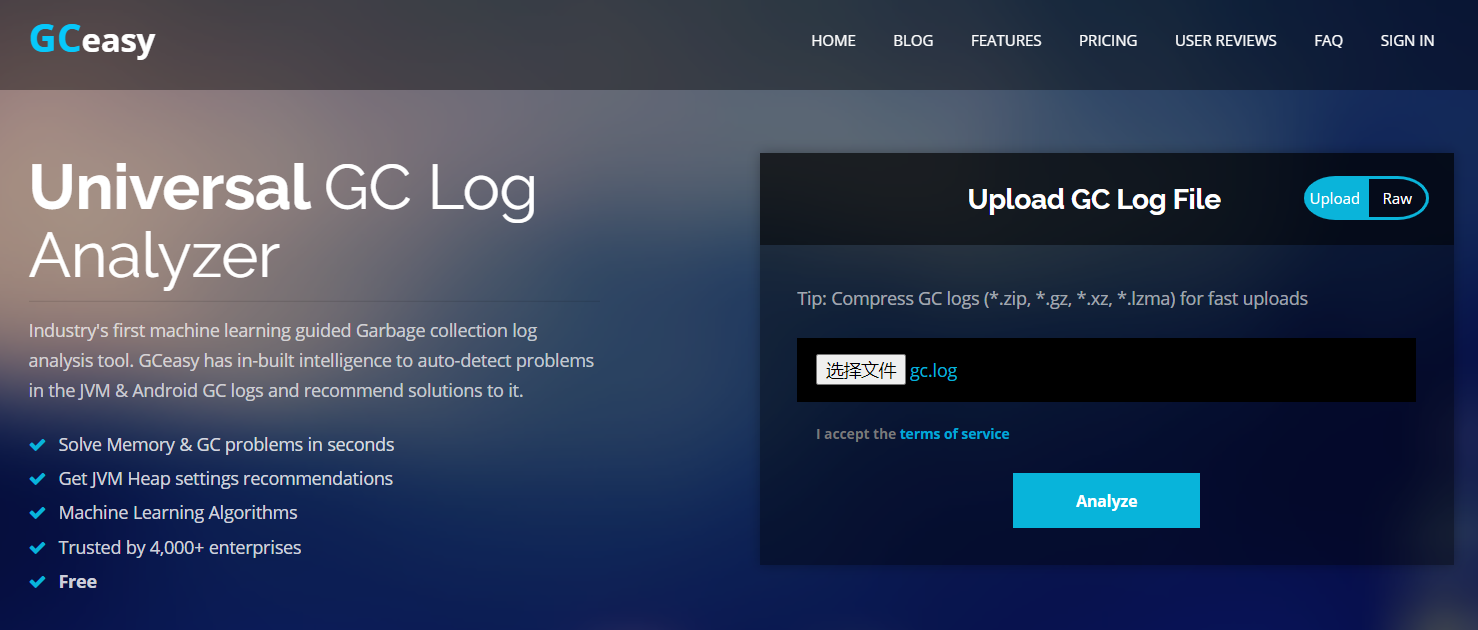 GCeasy
HOME BLOG FEATURES PRICING USER REVIEWS FAQ SIGN IN
Universal GC Log
Analyzer
Industry's first machine learning guided Garbage collection log
analysis tool. GCeasy has in-built intelligence to auto-detect problems
in the JVM & Android GC logs and recommend solutions to it.
Solve Memory & GC problems in seconds
Get JVM Heap settings recommendations
Machine Learning Algorithms
Trusted by 4,000+ enterprises
Free
Upload GC Log File
Upload Raw
Tip: Compress GC logs (*.zip, *.gz, *.xz, *.lzma) for fast uploads
选择文件 gc.log
I accept the terms of service
Analyze